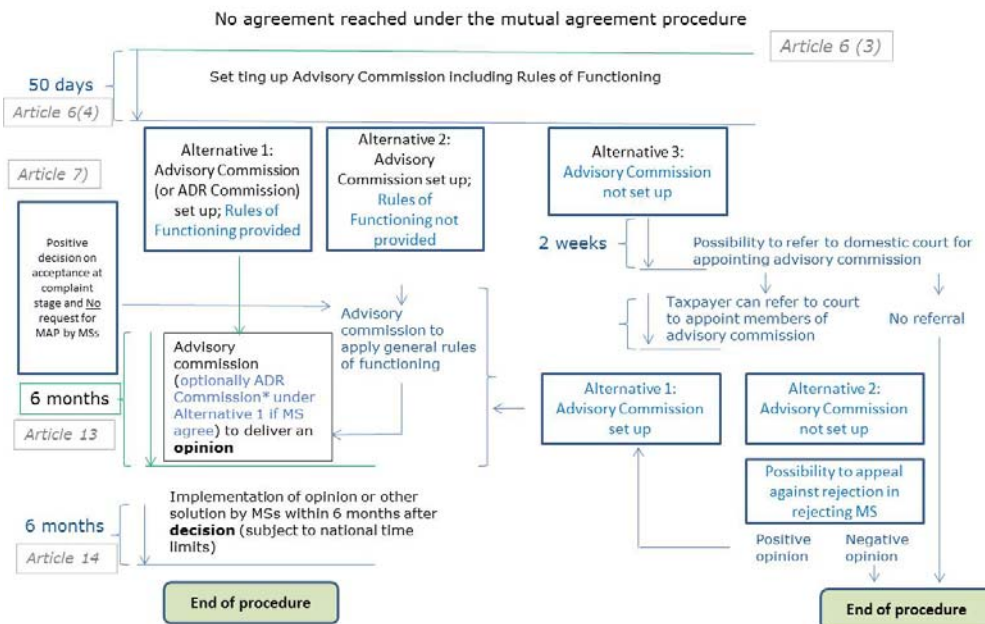 No agreement reached under the mutual agreement procedure
Article 6 (3)
Set ting up Advisory Commission including Rules of Functioning
50 days
Article 6(4)
Alternative 1:
Advisory Commission
(or ADR Commission)
set up; Rules of
Functioning provided
Alternative 2:
Advisory
Commission set up;
Rules of
Functioning not
provided
Alternative 3:
Advisory Commission
not set up
Article 7)
Positive
decision on
acceptance at
complaint
stage and No
request for
MAP by MSs
2 weeks
Possibility to refer to domestic court for
appointing advisory commission
Taxpayer can refer to court
to appoint members of
advisory commission
No referral
Advisory
commission to
apply general rules
of functioning
Advisory
commission
(optionally ADR
Commission* under
Alternative 1 if MS
agree) to deliver an
opinion
6 months
Article 13
Alternative 1:
Advisory Commission
set up
Alternative 2:
Advisory Commission
not set up
Possibility to appeal
against rejection in
rejecting MS
Positive
opinion
Negative
opinion
Implementation of opinion or other
solution by MSs within 6 months after
decision (subject to national time
limits)
6 months
Article 14
End of procedure
End of procedure